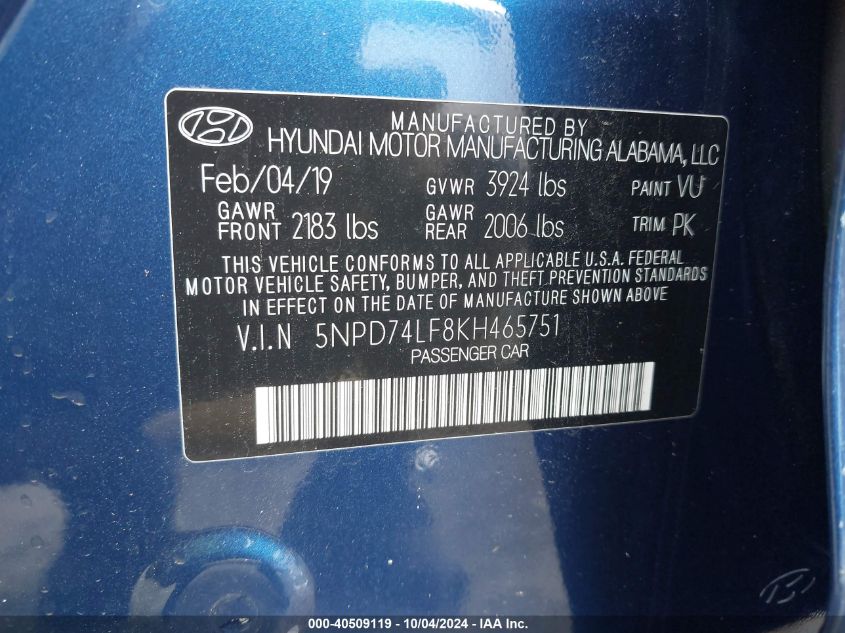 MANUFACTURED BY
HYUNDAI MOTOR MANUFACTURING ALABAMA, LLC
Feb/04/19 GVWR 3924 lbs PAINT VU
GAWR FRONT 2183 lbs GAWR REAR 2006 lbs TRIM PK
THIS VEHICLE CONFORMS TO ALL APPLICABLE U.S.A. FEDERAL
MOTOR VEHICLE SAFETY, BUMPER, AND THEFT PREVENTION STANDARDS
IN EFFECT ON THE DATE OF MANUFACTURE SHOWN ABOVE
V.I.N 5NPD74LF8KH465751
PASSENGER CAR
000-40509119 - 10/04/2024 - IAA Inc.